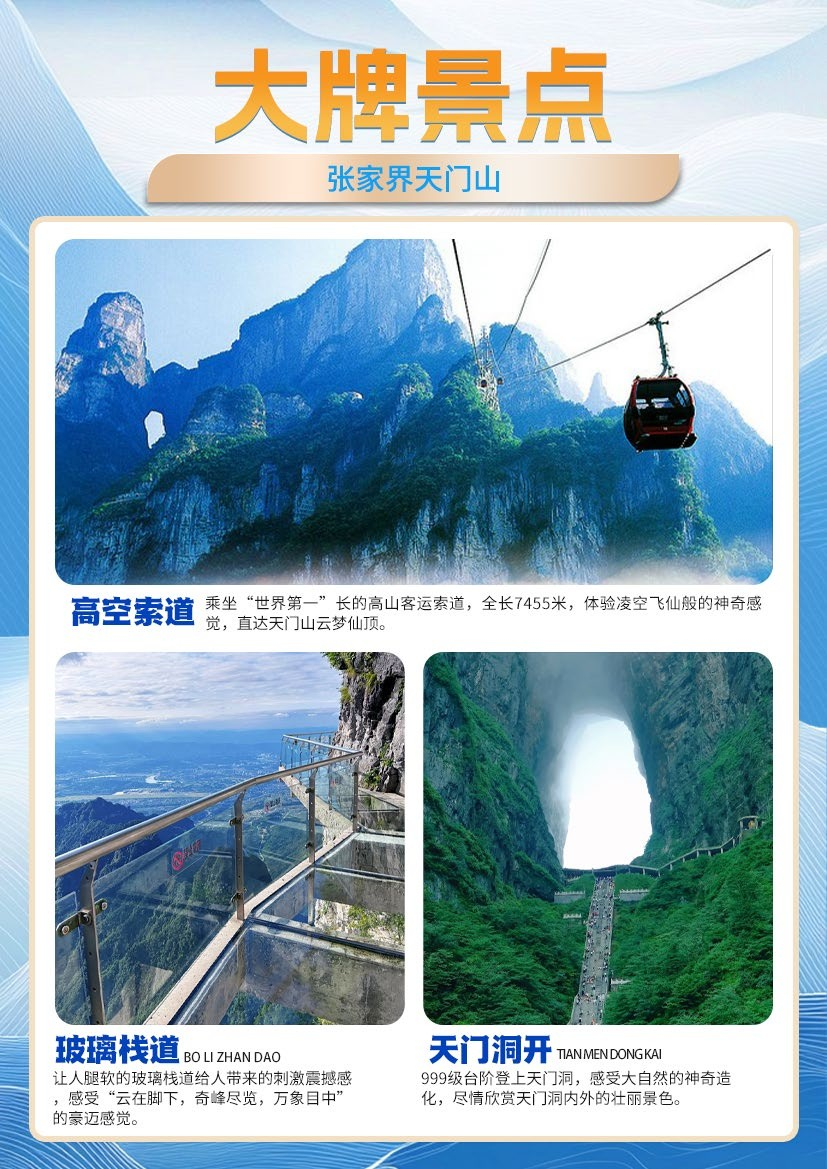 大牌景点
张家界天门山
高空索道
乘坐“世界第一”长的高山客运索道，全长7455米，体验凌空飞仙般的神奇感
觉，直达天门山云梦仙顶。
玻璃栈道 BO LI ZHAN DAO
让人腿软的玻璃栈道给人带来的刺激震撼感
，感受“云在脚下，奇峰尽览，万象目中”
的豪迈感觉。
天门洞开 TIAN MEN DONG KAI
999级台阶登上天门洞，感受大自然的神奇造
化，尽情欣赏天门洞内外的壮丽景色。